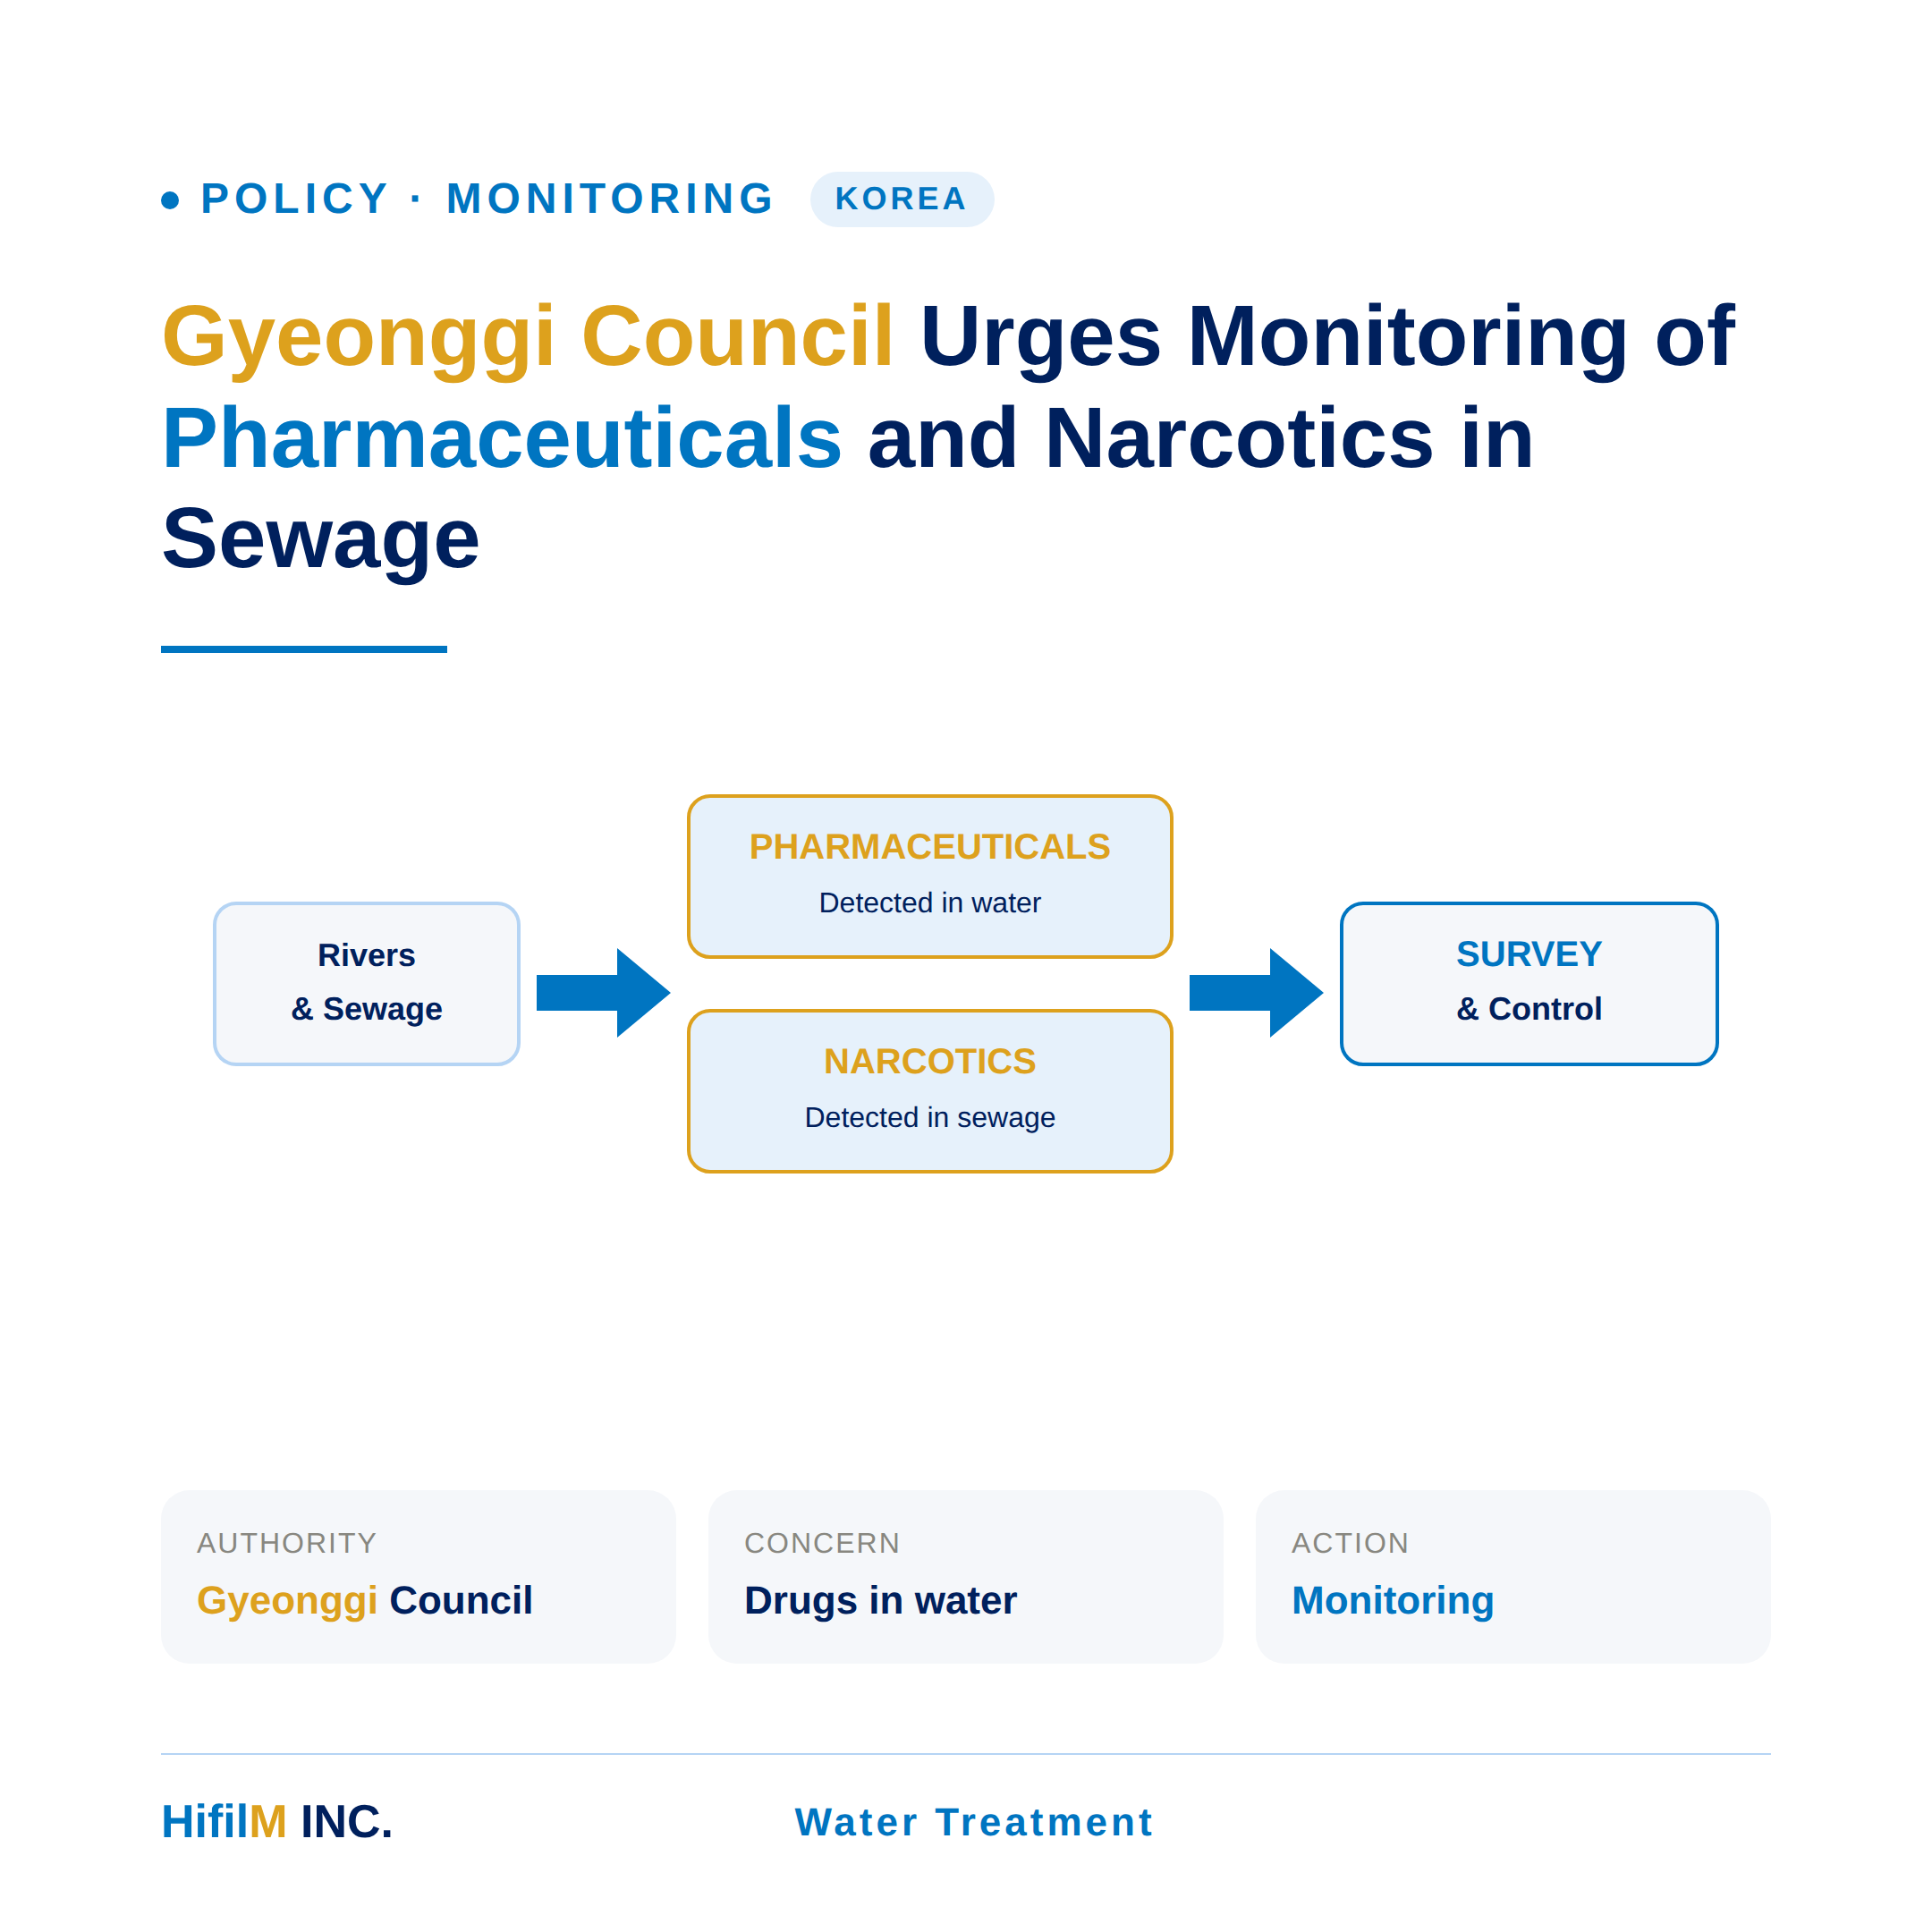 POLICY · MONITORING KOREA
Gyeonggi Council Urges Monitoring of
Pharmaceuticals and Narcotics in
Sewage
Rivers
& Sewage
PHARMACEUTICALS
Detected in water
NARCOTICS
Detected in sewage
SURVEY
& Control
AUTHORITY
Gyeonggi Council
CONCERN
Drugs in water
ACTION
Monitoring
HifilM INC.
Water Treatment